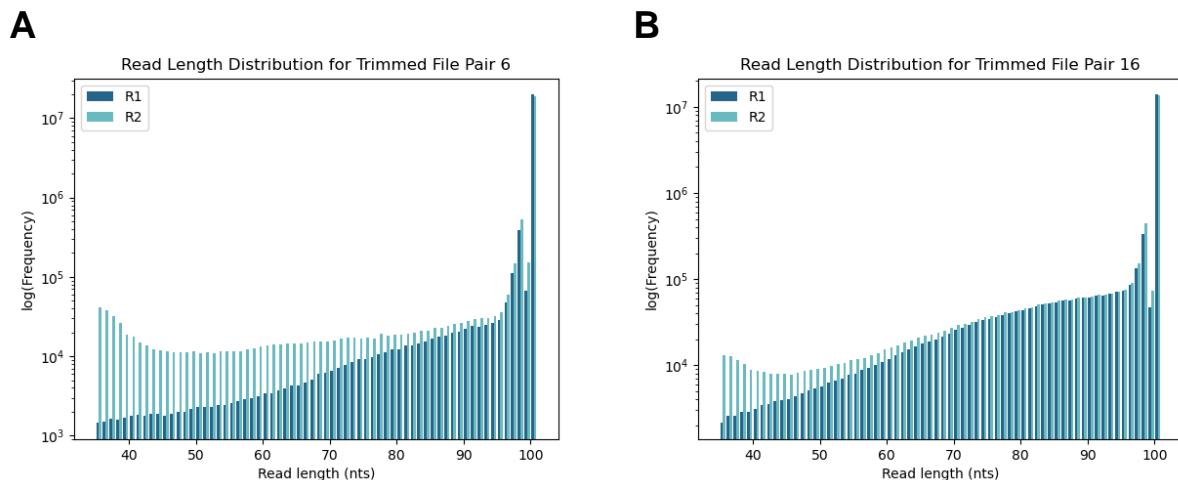 A
Read Length Distribution for Trimmed File Pair 6
R1
R2
10^7
10^6
10^5
10^4
10^3
log(Frequency)
40 50 60 70 80 90 100
Read length (nts)
B
Read Length Distribution for Trimmed File Pair 16
R1
R2
10^7
10^6
10^5
10^4
log(Frequency)
40 50 60 70 80 90 100
Read length (nts)